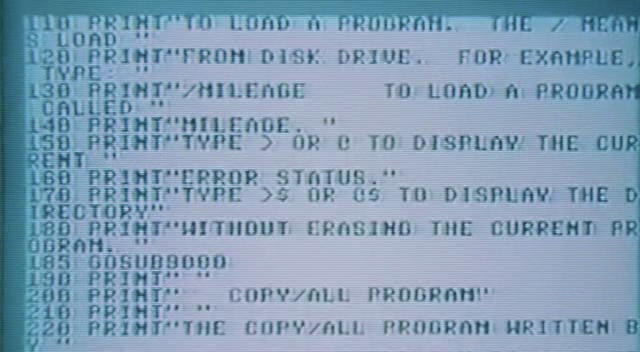 110 PRINT"TO LOAD A PROGRAM.  THE / MEAN
S LOAD "
120 PRINT"FROM DISK DRIVE.  FOR EXAMPLE,
 TYPE: "
130 PRINT"/MILEAGE     TO LOAD A PROGRAM
 CALLED "
140 PRINT"MILEAGE. "
150 PRINT"TYPE > OR @ TO DISPLAY THE CUR
RENT "
160 PRINT"ERROR STATUS."
170 PRINT"TYPE >$ OR @$ TO DISPLAY THE D
IRECTORY"
180 PRINT"WITHOUT ERASING THE CURRENT PR
OGRAM. "
185 GOSUB9000
190 PRINT" "
200 PRINT"   COPY/ALL PROGRAM"
210 PRINT" "
220 PRINT"THE COPY/ALL PROGRAM WRITTEN B
Y "